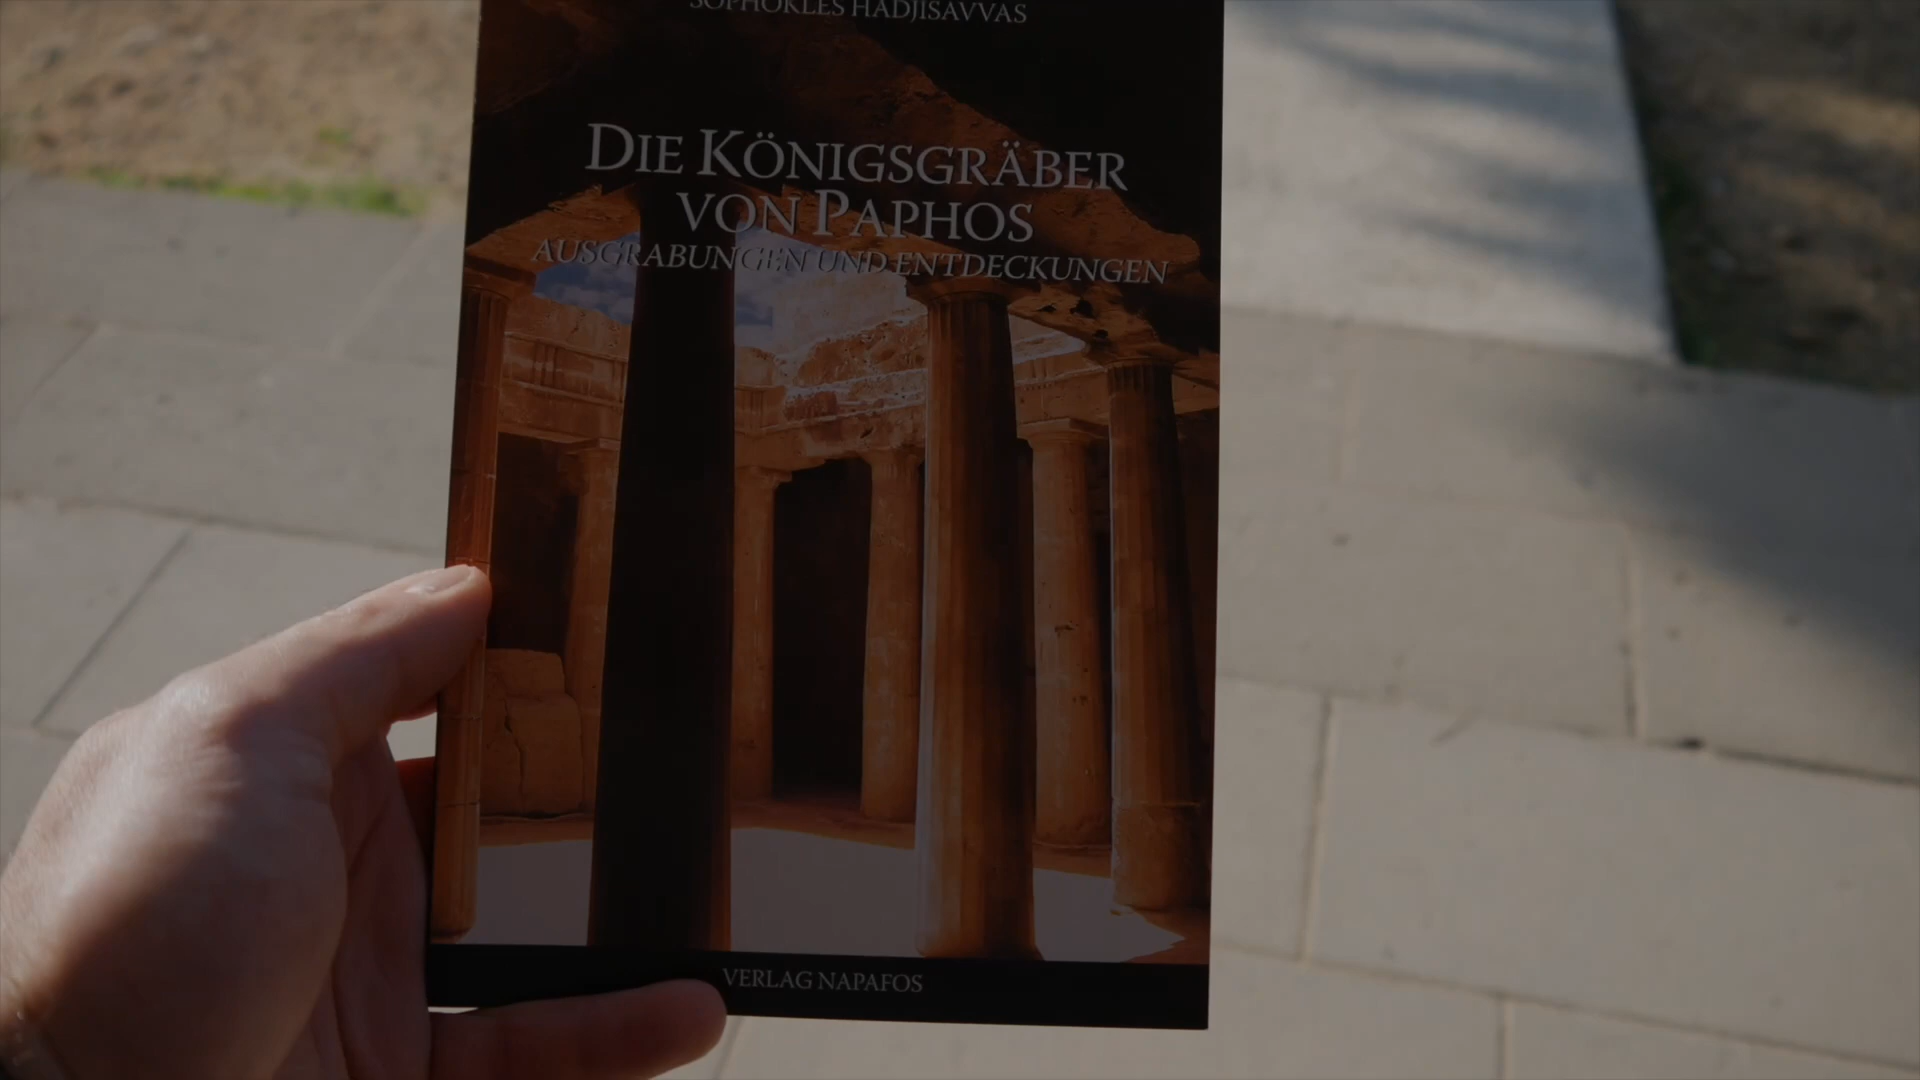 SOPHOKLES HADJISAVVAS
DIE KÖNIGSGRÄBER
VON PAPHOS
AUSGRABUNGEN UND ENTDECKUNGEN
VERLAG NAPAFOS